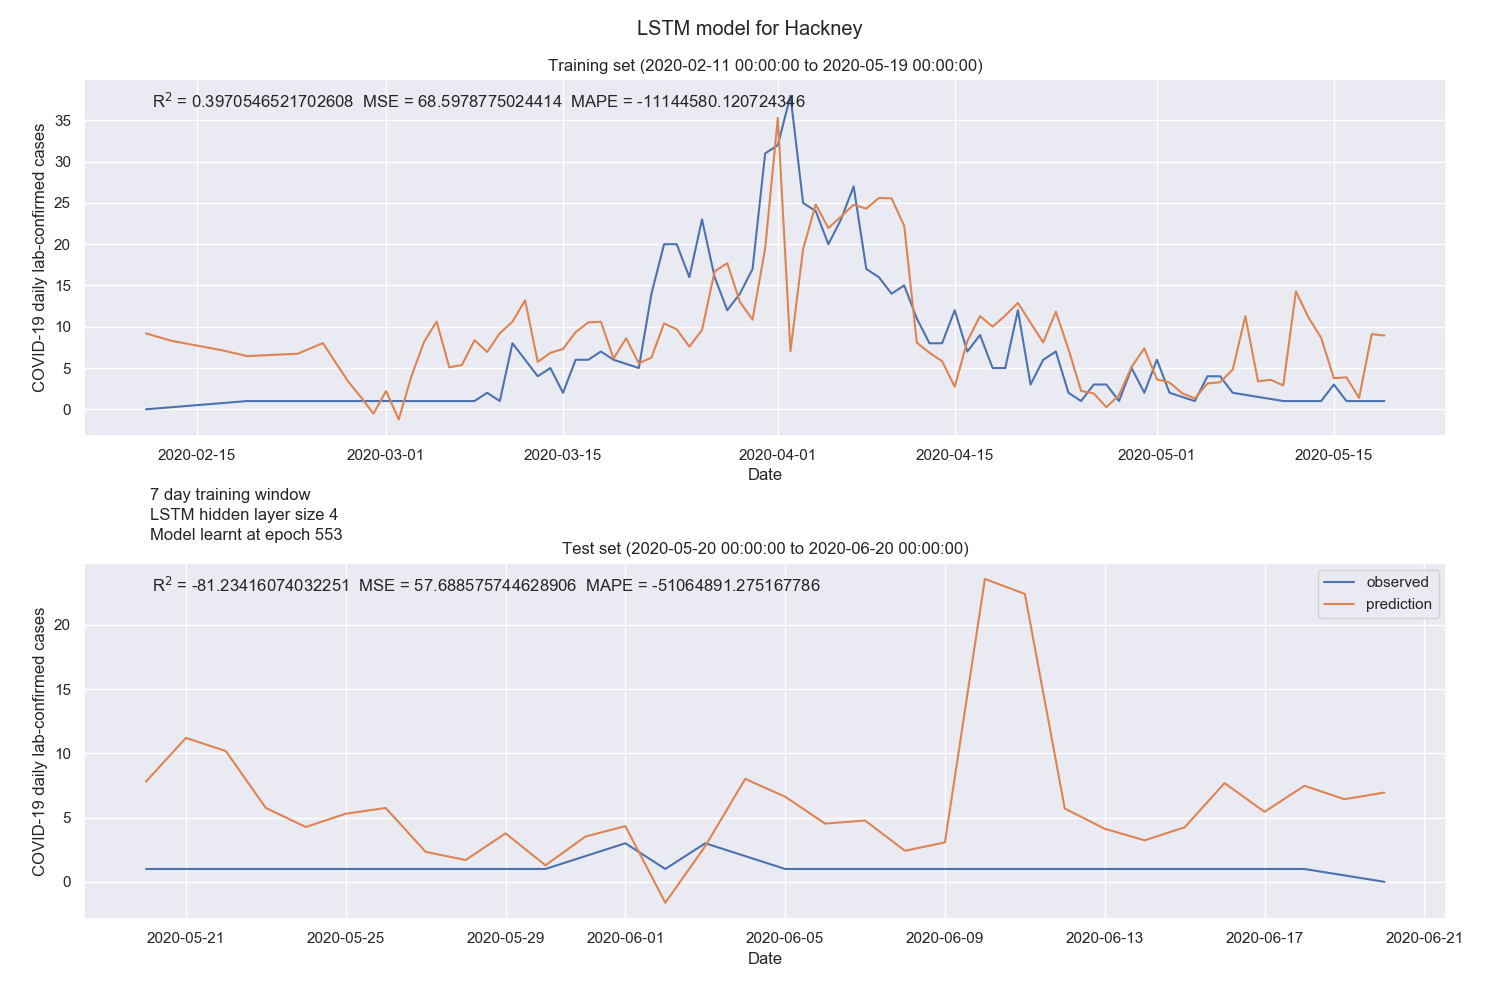 LSTM model for Hackney
Training set (2020-02-11 00:00:00 to 2020-05-19 00:00:00)
R² = 0.3970546521702608 MSE = 68.5978775024414 MAPE = -11144580.120724346
COVID-19 daily lab-confirmed cases
35
30
25
20
15
10
5
0
2020-02-15 2020-03-01 2020-03-15 2020-04-01 2020-04-15 2020-05-01 2020-05-15
Date
7 day training window
LSTM hidden layer size 4
Model learnt at epoch 553
Test set (2020-05-20 00:00:00 to 2020-06-20 00:00:00)
R² = -81.23416074032251 MSE = 57.688575744628906 MAPE = -51064891.275167786
observed
prediction
COVID-19 daily lab-confirmed cases
20
15
10
5
0
2020-05-21 2020-05-25 2020-05-29 2020-06-01 2020-06-05 2020-06-09 2020-06-13 2020-06-17 2020-06-21
Date